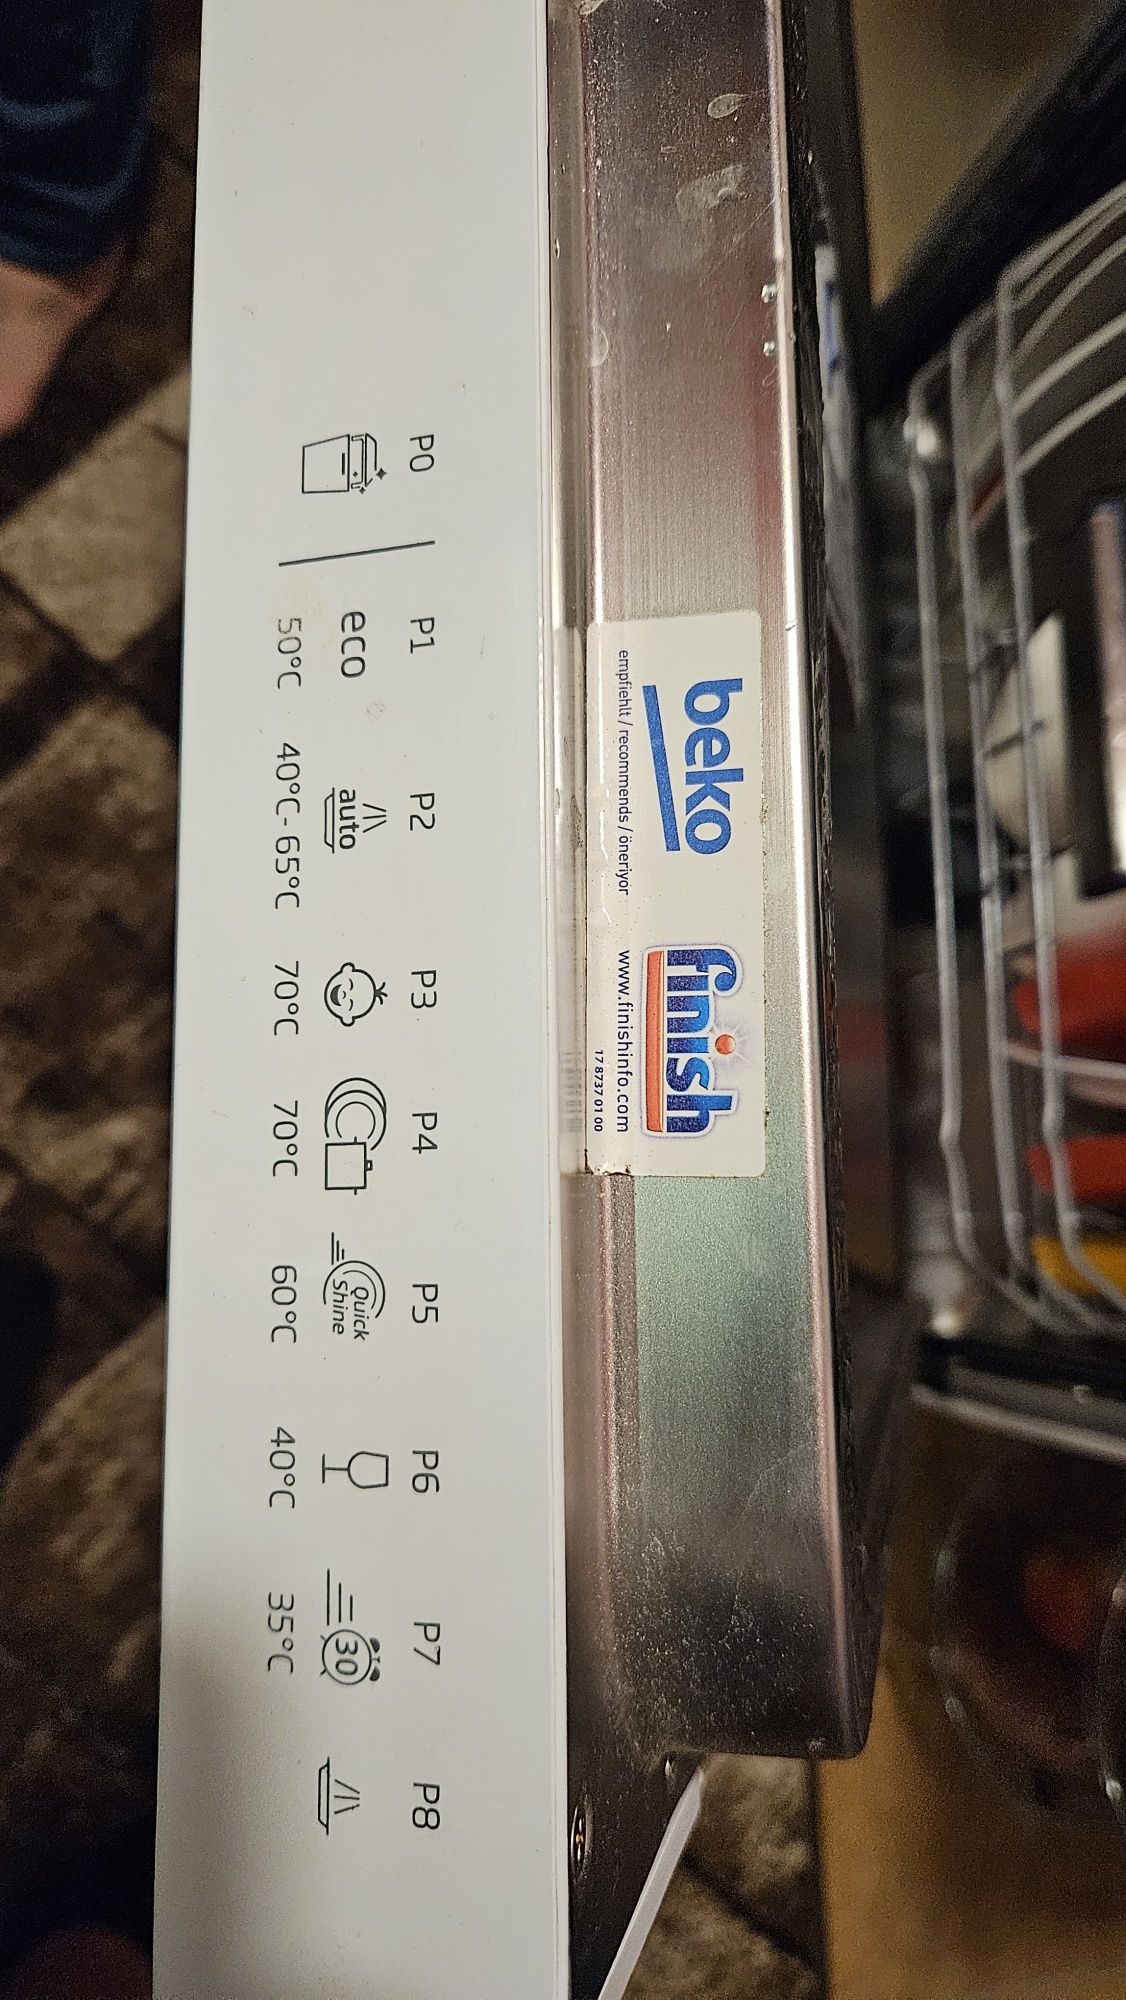 P0 P1 P2 P3 P4 P5 P6 P7 P8
eco auto Quick Shine 30
50°C 40°C-65°C 70°C 70°C 60°C 40°C 35°C
beko
empfiehlt / recommends / öneriyor
finish
www.finishinfo.com
17 8737 01 00